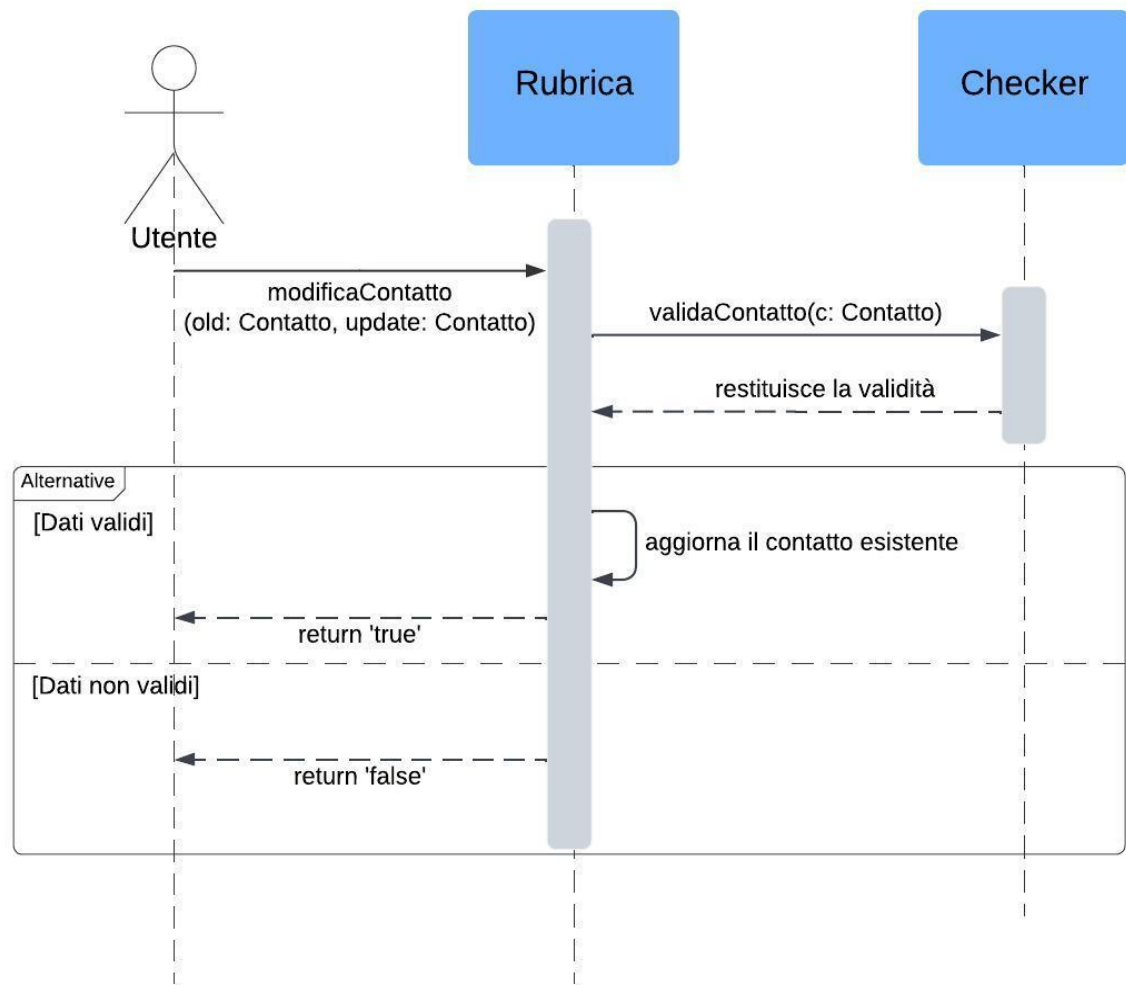 Rubrica
Checker
Utente
modificaContatto
(old: Contatto, update: Contatto)
validaContatto(c: Contatto)
restituisce la validità
Alternative
[Dati validi]
aggiorna il contatto esistente
return 'true'
[Dati non validi]
return 'false'